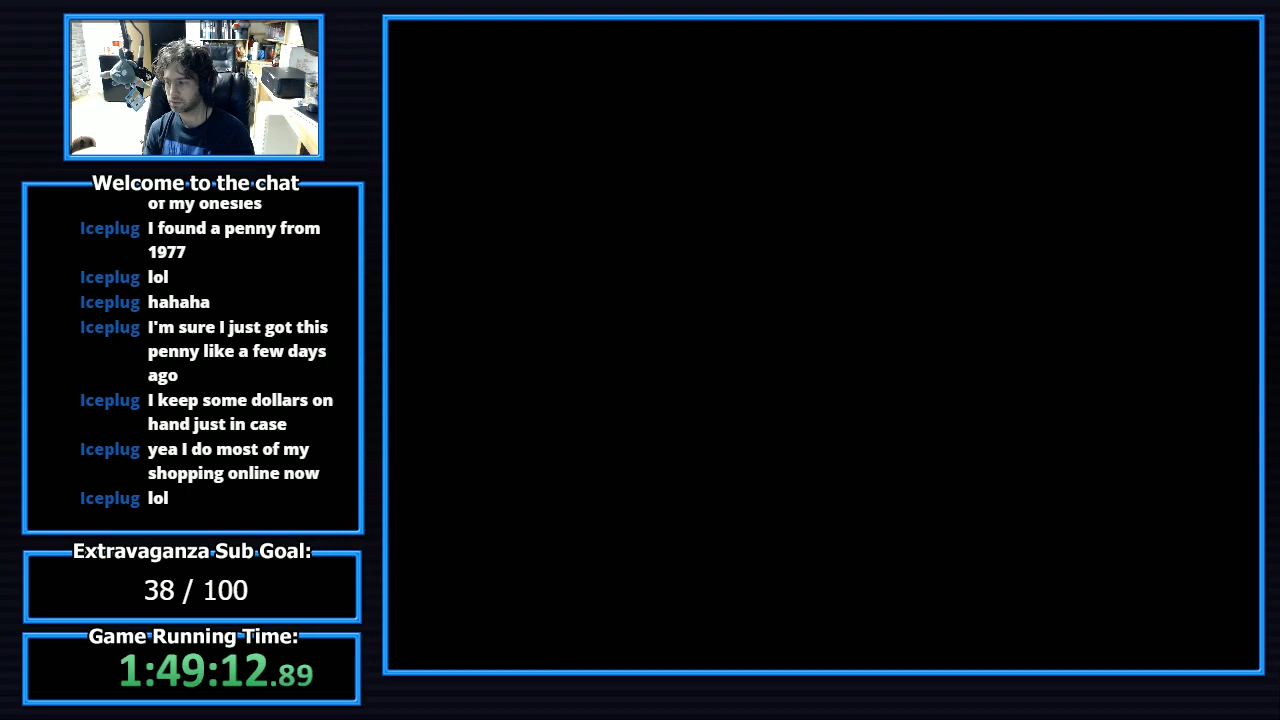 Welcome to the chat
of my onesies
Iceplug I found a penny from
1977
Iceplug lol
Iceplug hahaha
Iceplug I'm sure I just got this
penny like a few days
ago
Iceplug I keep some dollars on
hand just in case
Iceplug yea I do most of my
shopping online now
Iceplug lol
Extravaganza Sub Goal:
38 / 100
Game Running Time:
1:49:12.89